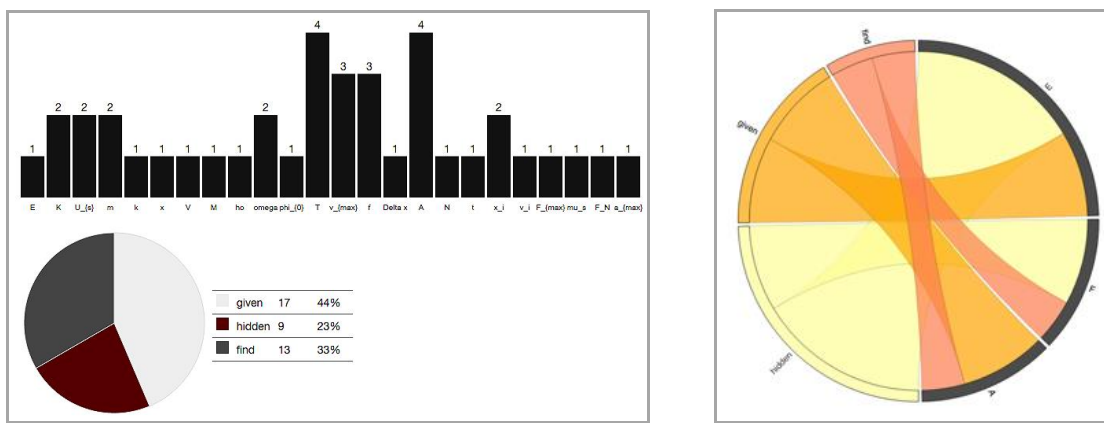 4 4
3 3
2 2 2 2 2
1 1 1 1 1 1 1 1 1 1 1 1 1 1 1
E K U_{s} m k x V M ho omega phi_{0} T v_{max} f Delta x A N t x_i v_i F_{max} mu_s F_N a_{max}
given 17 44%
hidden 9 23%
find 13 33%
find
given
hidden
A